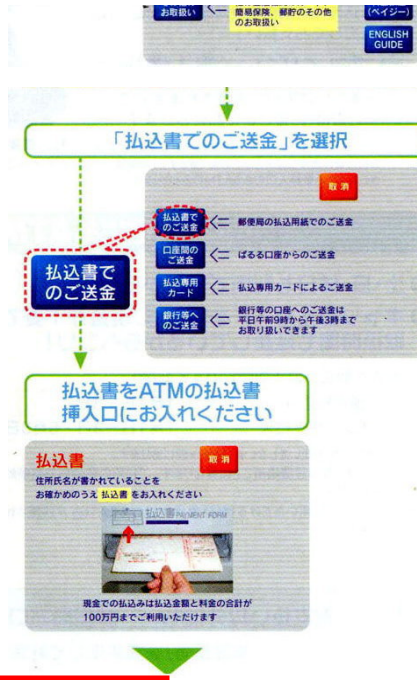 お取扱い
簡易保険、郵貯のその他
のお取扱い
(ペイジー)
ENGLISH
GUIDE
「払込書でのご送金」を選択
取消
払込書で
のご送金
郵便局の払込用紙でのご送金
口座間の
ご送金
ぱるる口座からのご送金
払込書で
のご送金
払込専用
カード
払込専用カードによるご送金
銀行等へ
のご送金
銀行等の口座へのご送金は
平日午前9時から午後3時まで
お取り扱いできます
払込書をATMの払込書
挿入口にお入れください
払込書
取消
住所氏名が書かれていることを
お確かめのうえ 払込書 をお入れください
払込書 PAYMENT FORM
現金での払込みは払込金額と料金の合計が
100万円までご利用いただけます